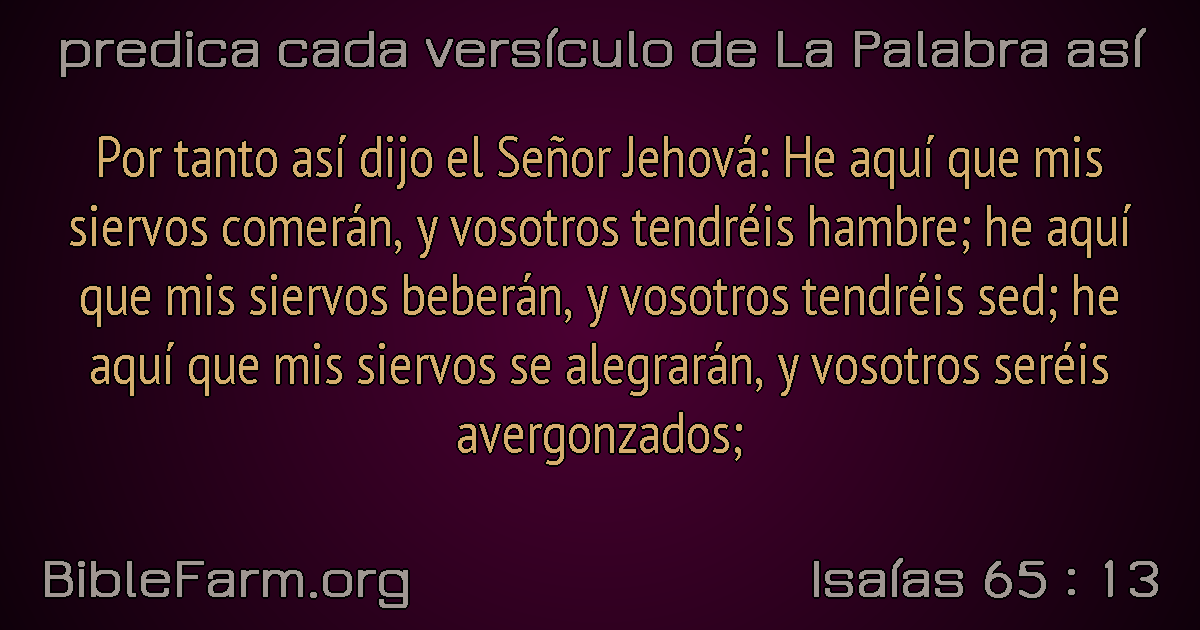 predica cada versículo de La Palabra así
Por tanto así dijo el Señor Jehová: He aquí que mis
siervos comerán, y vosotros tendréis hambre; he aquí
que mis siervos beberán, y vosotros tendréis sed; he
aquí que mis siervos se alegrarán, y vosotros seréis
avergonzados;
BibleFarm.org
Isaías 65 : 13